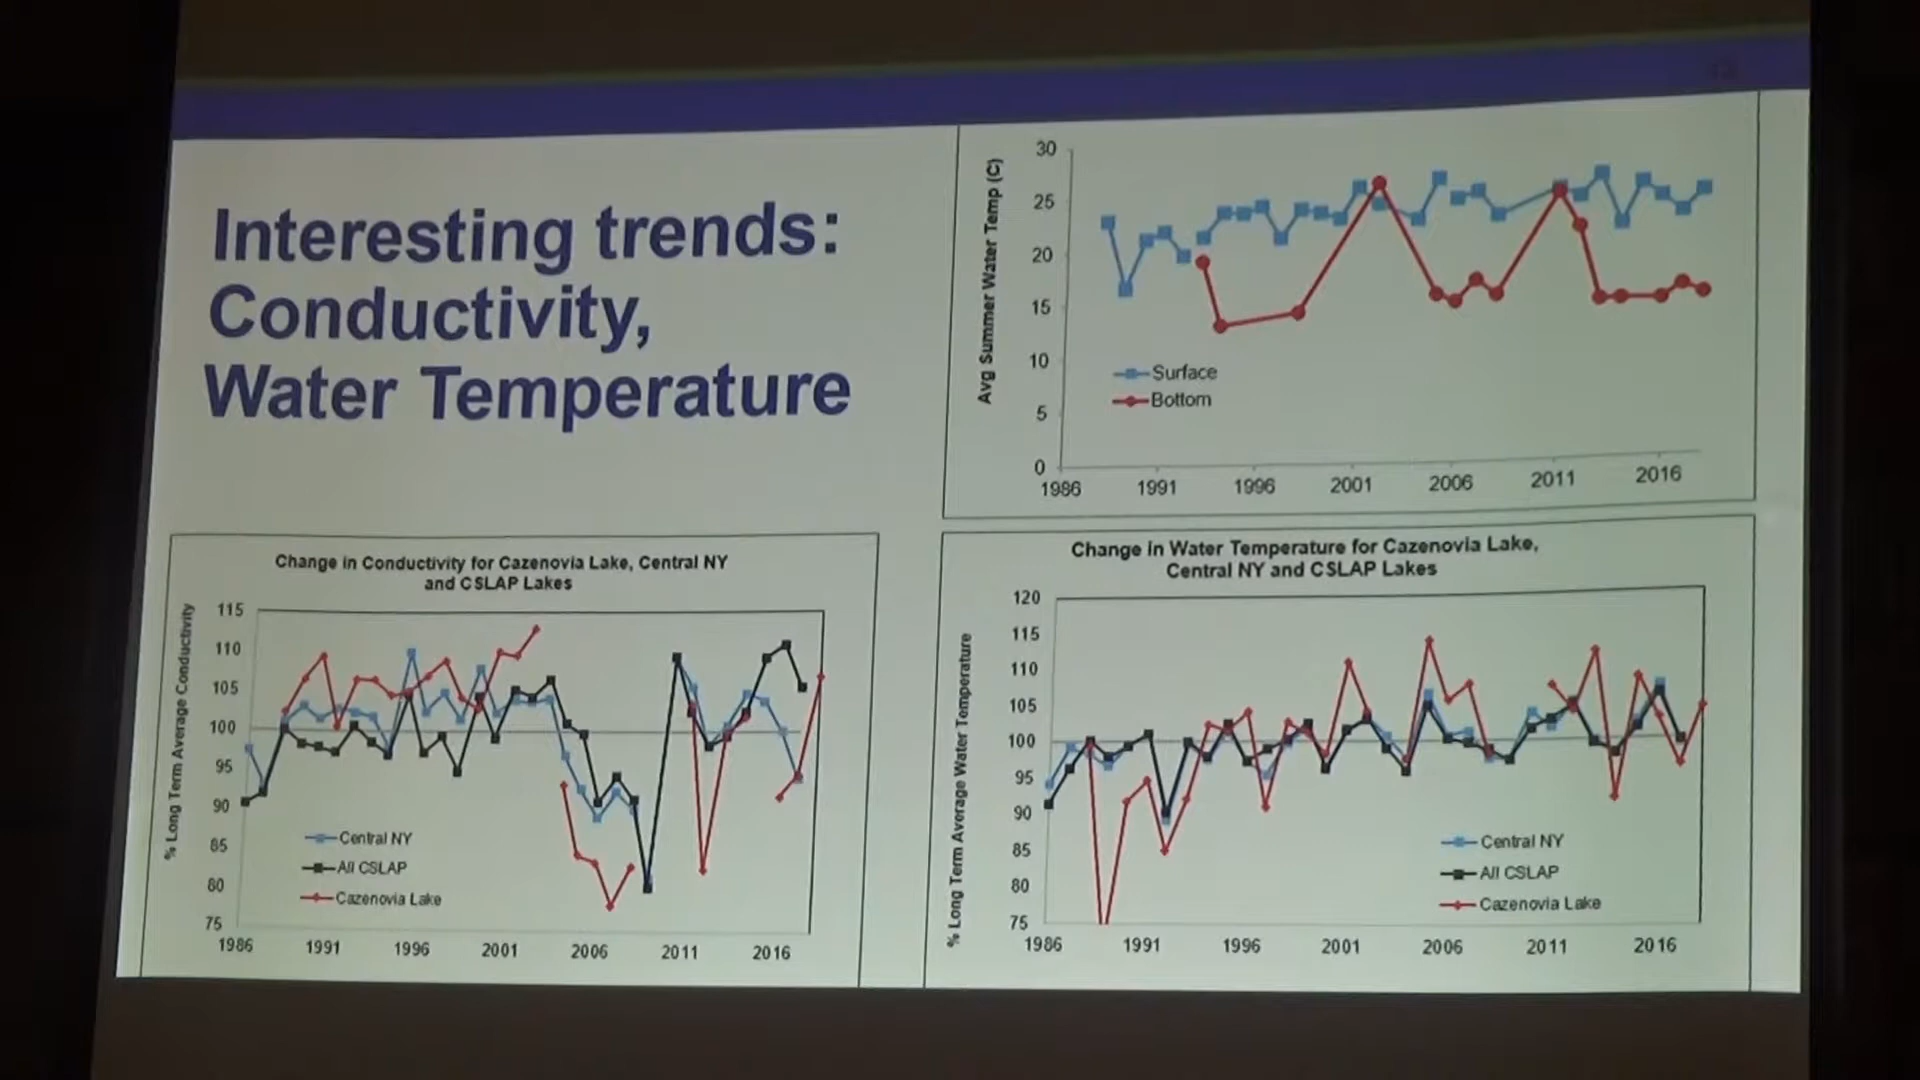 Interesting trends:
Conductivity,
Water Temperature
Avg Summer Water Temp (C)
30
25
20
15
10
5
0
Surface
Bottom
1986 1991 1996 2001 2006 2011 2016
Change in Conductivity for Cazenovia Lake, Central NY
and CSLAP Lakes
% Long Term Average Conductivity
115
110
105
100
95
90
85
80
75
Central NY
All CSLAP
Cazenovia Lake
1986 1991 1996 2001 2006 2011 2016
Change in Water Temperature for Cazenovia Lake,
Central NY and CSLAP Lakes
% Long Term Average Water Temperature
120
115
110
105
100
95
90
85
80
75
Central NY
All CSLAP
Cazenovia Lake
1986 1991 1996 2001 2006 2011 2016